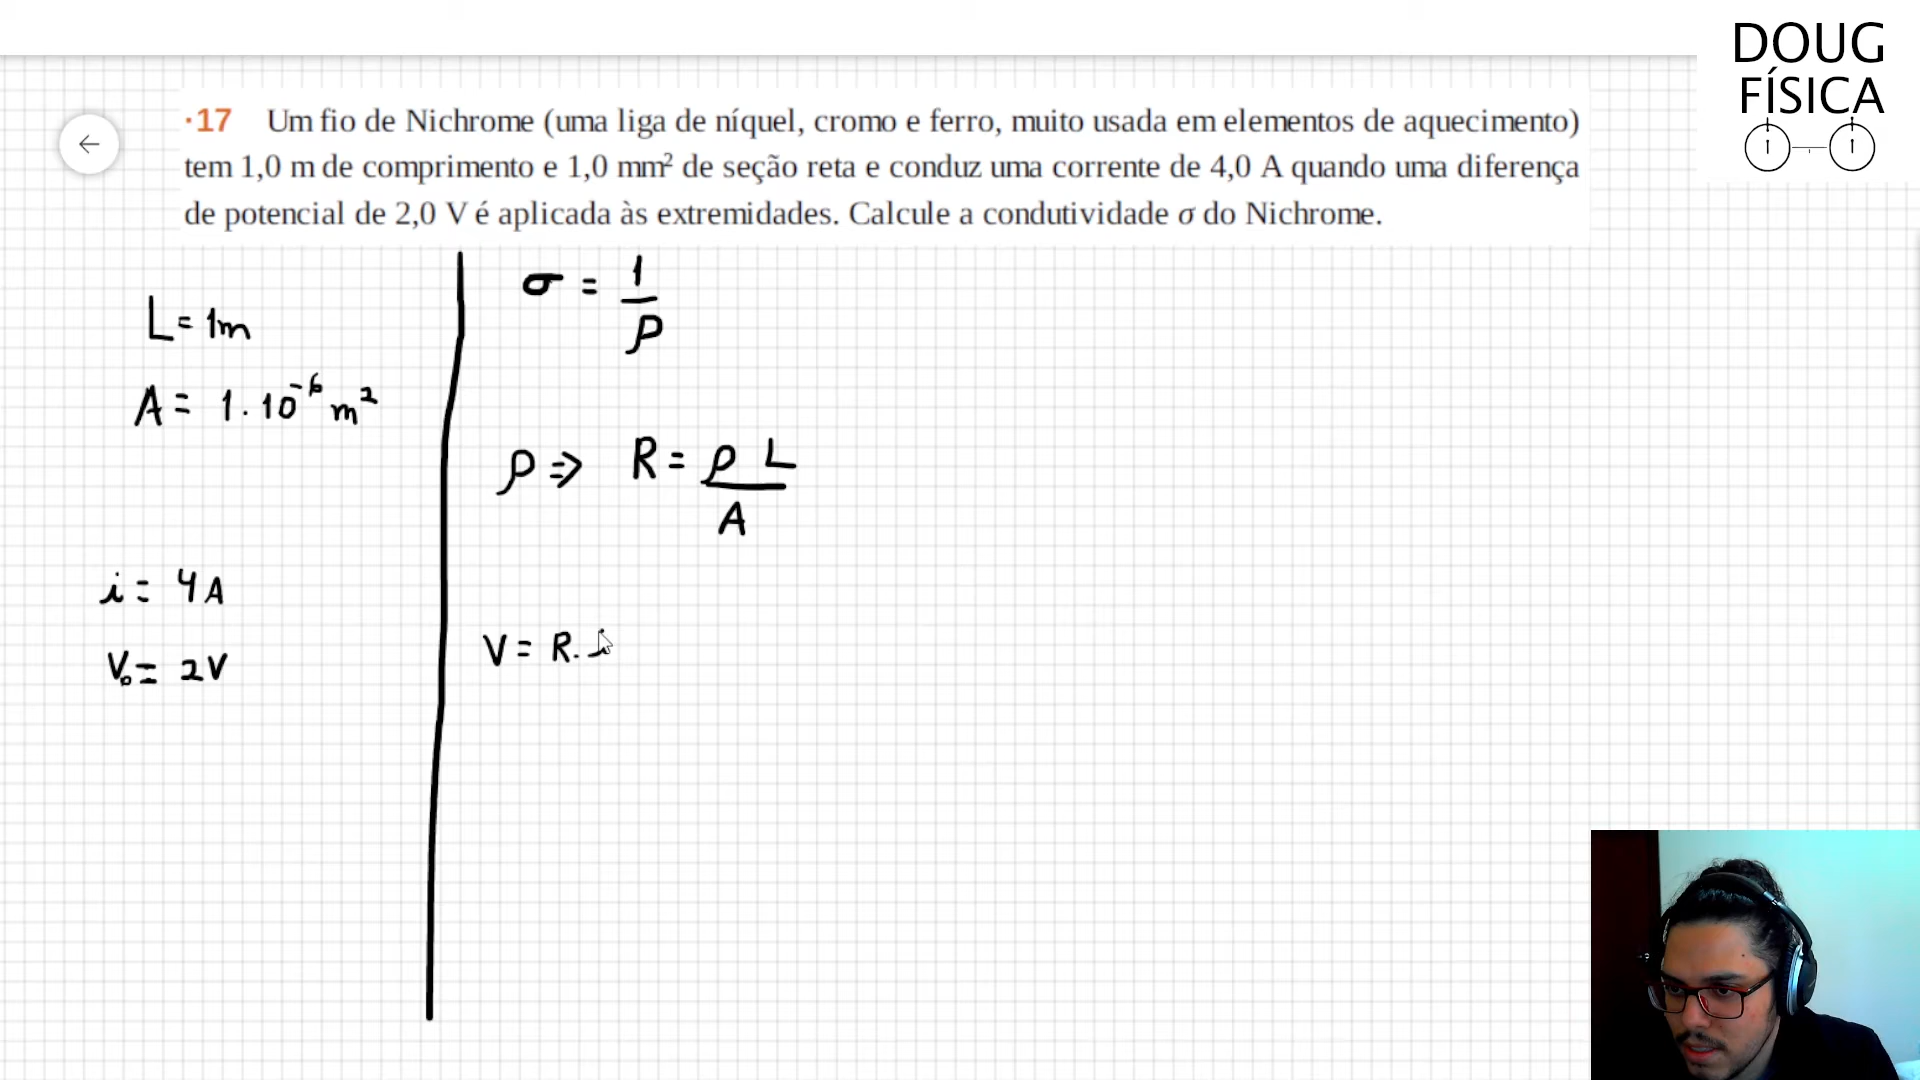 DOUG
FÍSICA
·17 Um fio de Nichrome (uma liga de níquel, cromo e ferro, muito usada em elementos de aquecimento)
tem 1,0 m de comprimento e 1,0 mm² de seção reta e conduz uma corrente de 4,0 A quando uma diferença
de potencial de 2,0 V é aplicada às extremidades. Calcule a condutividade σ do Nichrome.
L = 1m
A = 1.10⁻⁶ m²
i = 4A
V₀ = 2V
σ = 1/ρ
ρ => R = ρ L/A
V = R. i